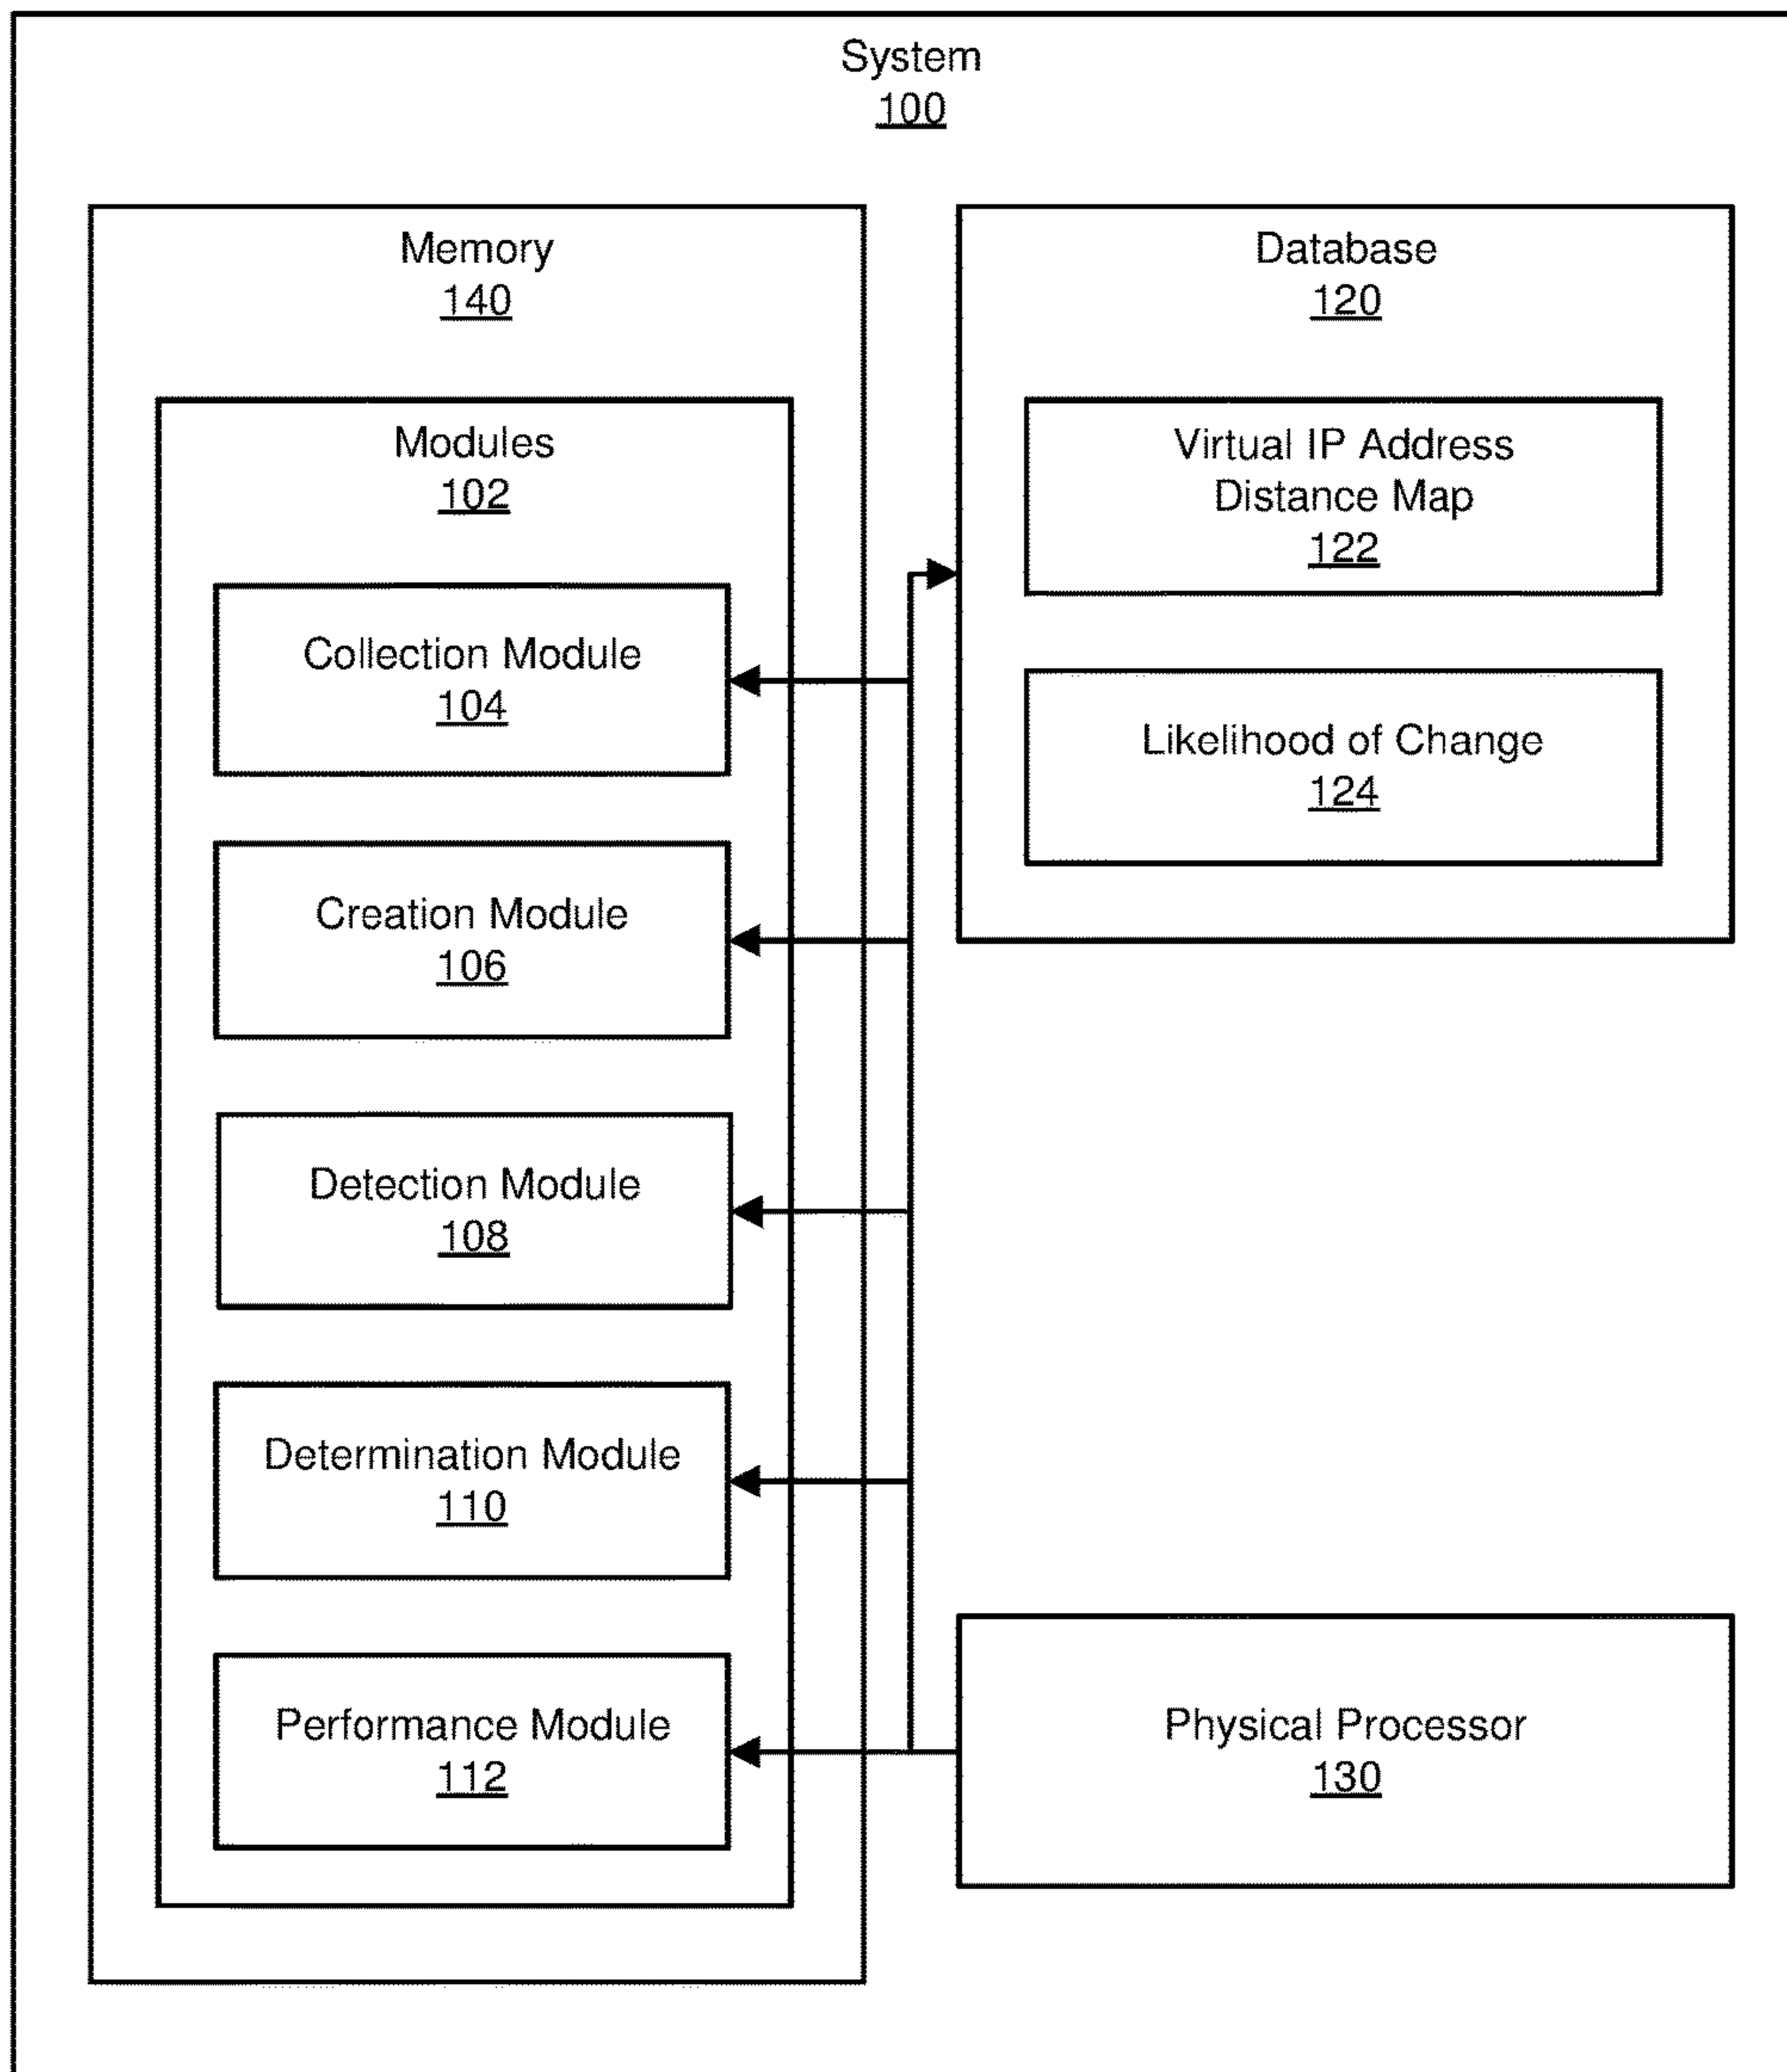 System
100
Memory
140
Modules
102
Collection Module
104
Creation Module
106
Detection Module
108
Determination Module
110
Performance Module
112
Database
120
Virtual IP Address
Distance Map
122
Likelihood of Change
124
Physical Processor
130